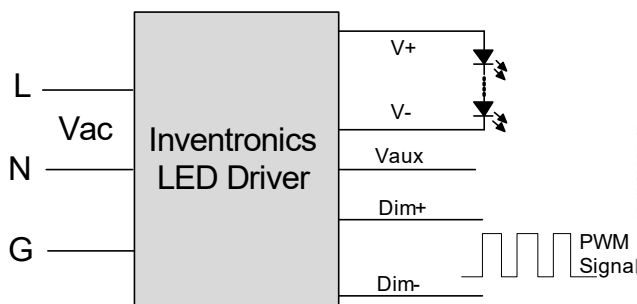 L
Vac
N
G
Inventronics
LED Driver
V+
V-
Vaux
Dim+
Dim-
PWM
Signal